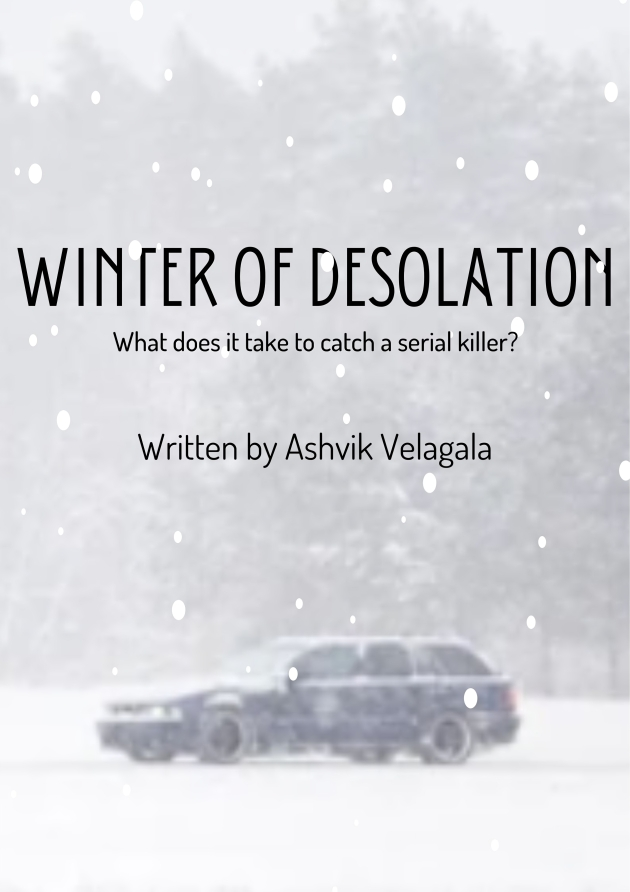 WINTER OF DESOLATION
What does it take to catch a serial killer?
Written by Ashvik Velagala